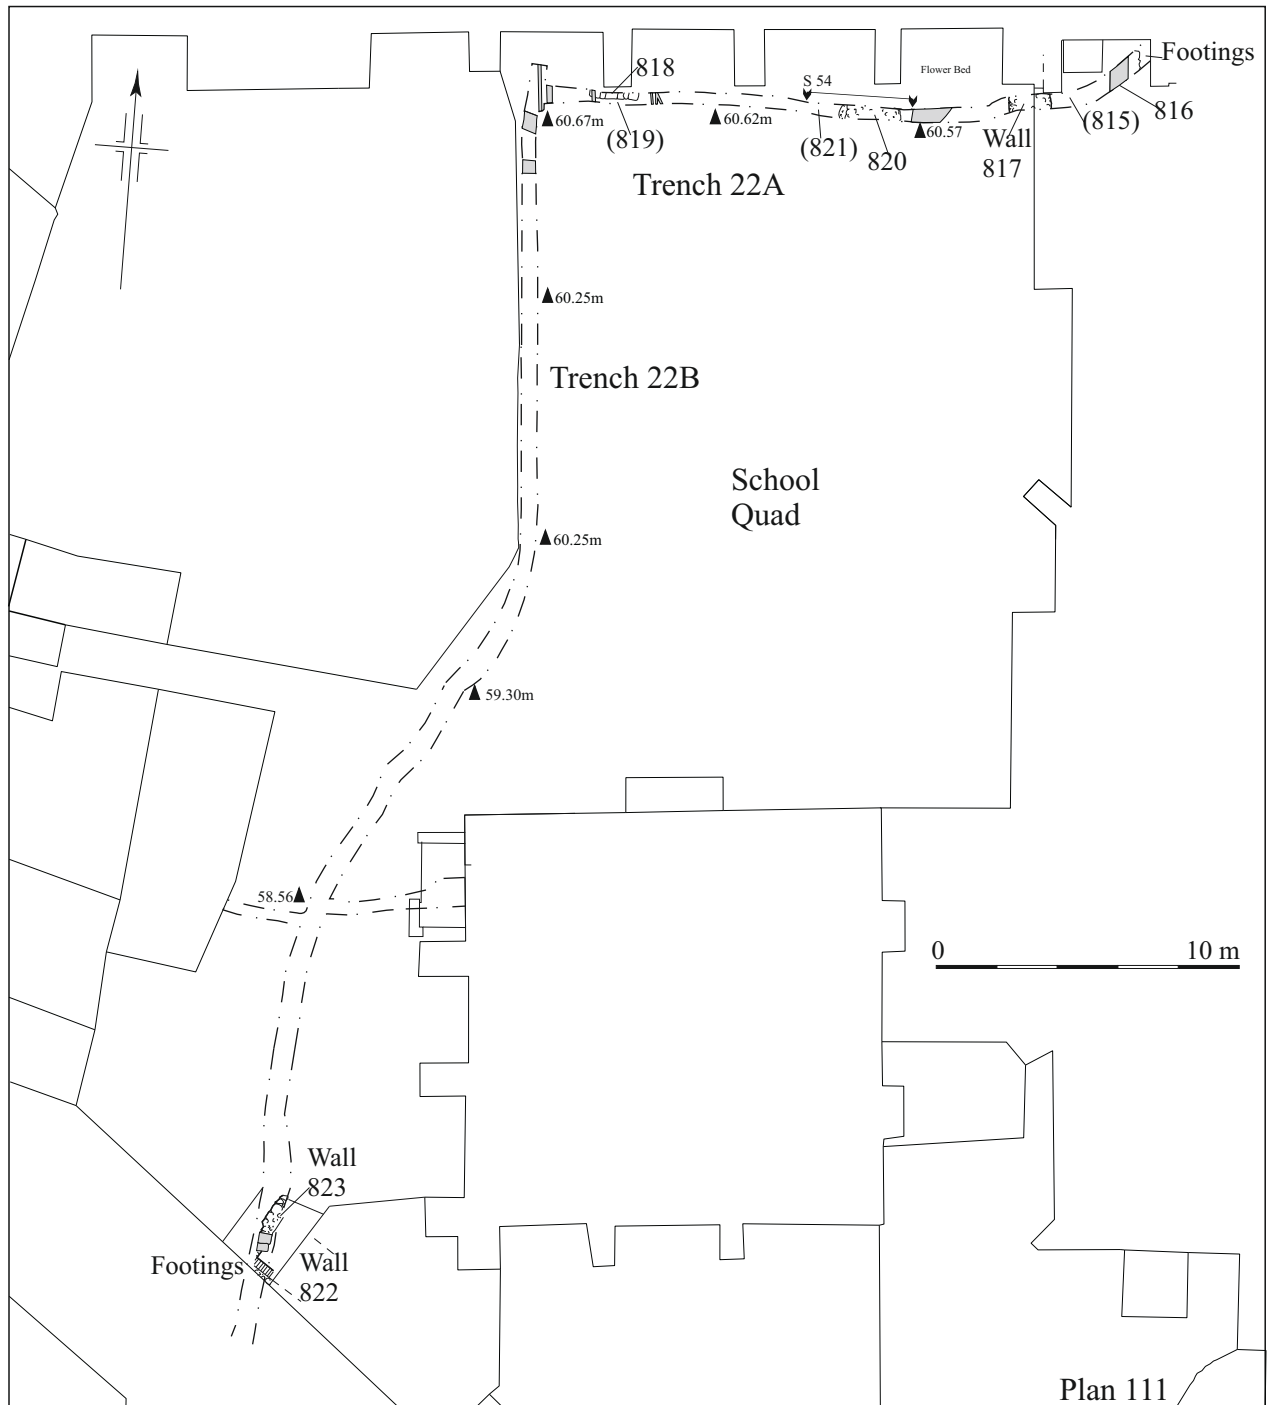 Footings
818
S 54
Flower Bed
60.67m
(819)
60.62m
(821)
820
60.57
Wall
817
(815)
816
Trench 22A
60.25m
Trench 22B
School
Quad
60.25m
59.30m
58.56
0 10 m
Wall
823
Footings
Wall
822
Plan 111